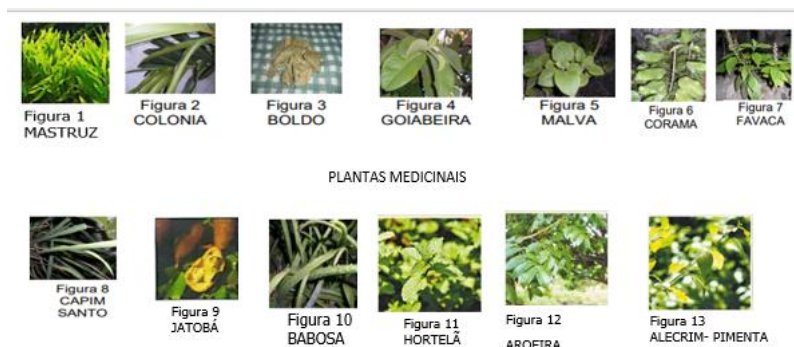 Figura 1
MASTRUZ
Figura 2
COLONIA
Figura 3
BOLDO
Figura 4
GOIABEIRA
Figura 5
MALVA
Figura 6
CORAMA
Figura 7
FAVACA
PLANTAS MEDICINAIS
Figura 8
CAPIM
SANTO
Figura 9
JATOBÁ
Figura 10
BABOSA
Figura 11
HORTELÃ
Figura 12
AROEIRA
Figura 13
ALECRIM- PIMENTA